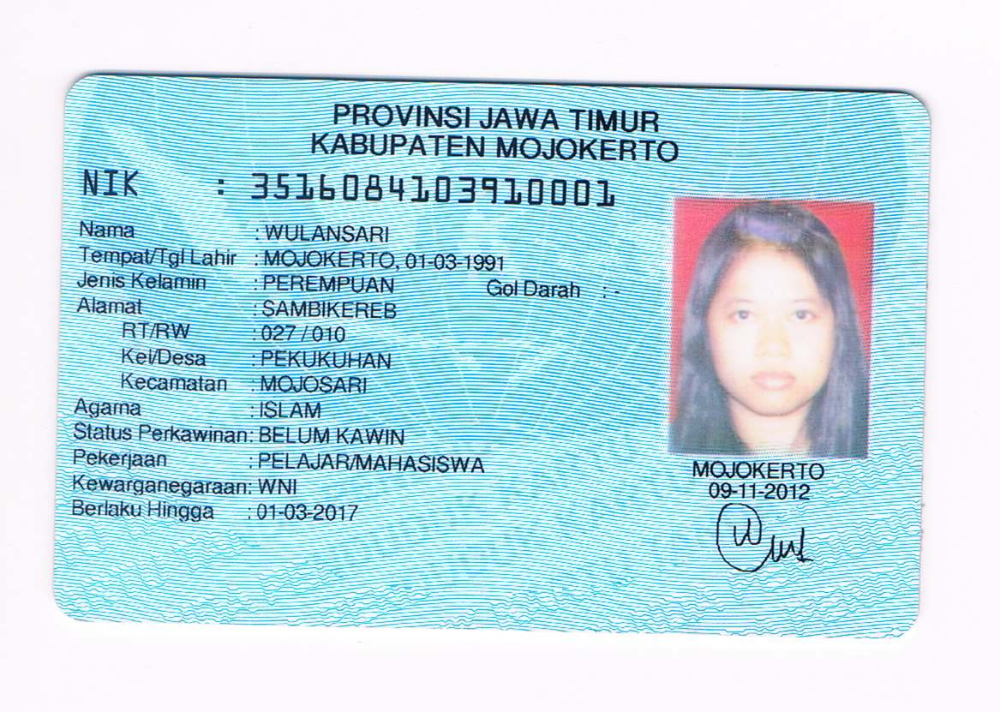 PROVINSI JAWA TIMUR
KABUPATEN MOJOKERTO
NIK : 3516084103910001
Nama : WULANSARI
Tempat/Tgl Lahir : MOJOKERTO, 01-03-1991
Jenis Kelamin : PEREMPUAN Gol Darah : -
Alamat : SAMBIKEREB
RT/RW : 027 / 010
Kel/Desa : PEKUKUHAN
Kecamatan : MOJOSARI
Agama : ISLAM
Status Perkawinan: BELUM KAWIN
Pekerjaan : PELAJAR/MAHASISWA
Kewarganegaraan: WNI
Berlaku Hingga : 01-03-2017
MOJOKERTO
09-11-2012